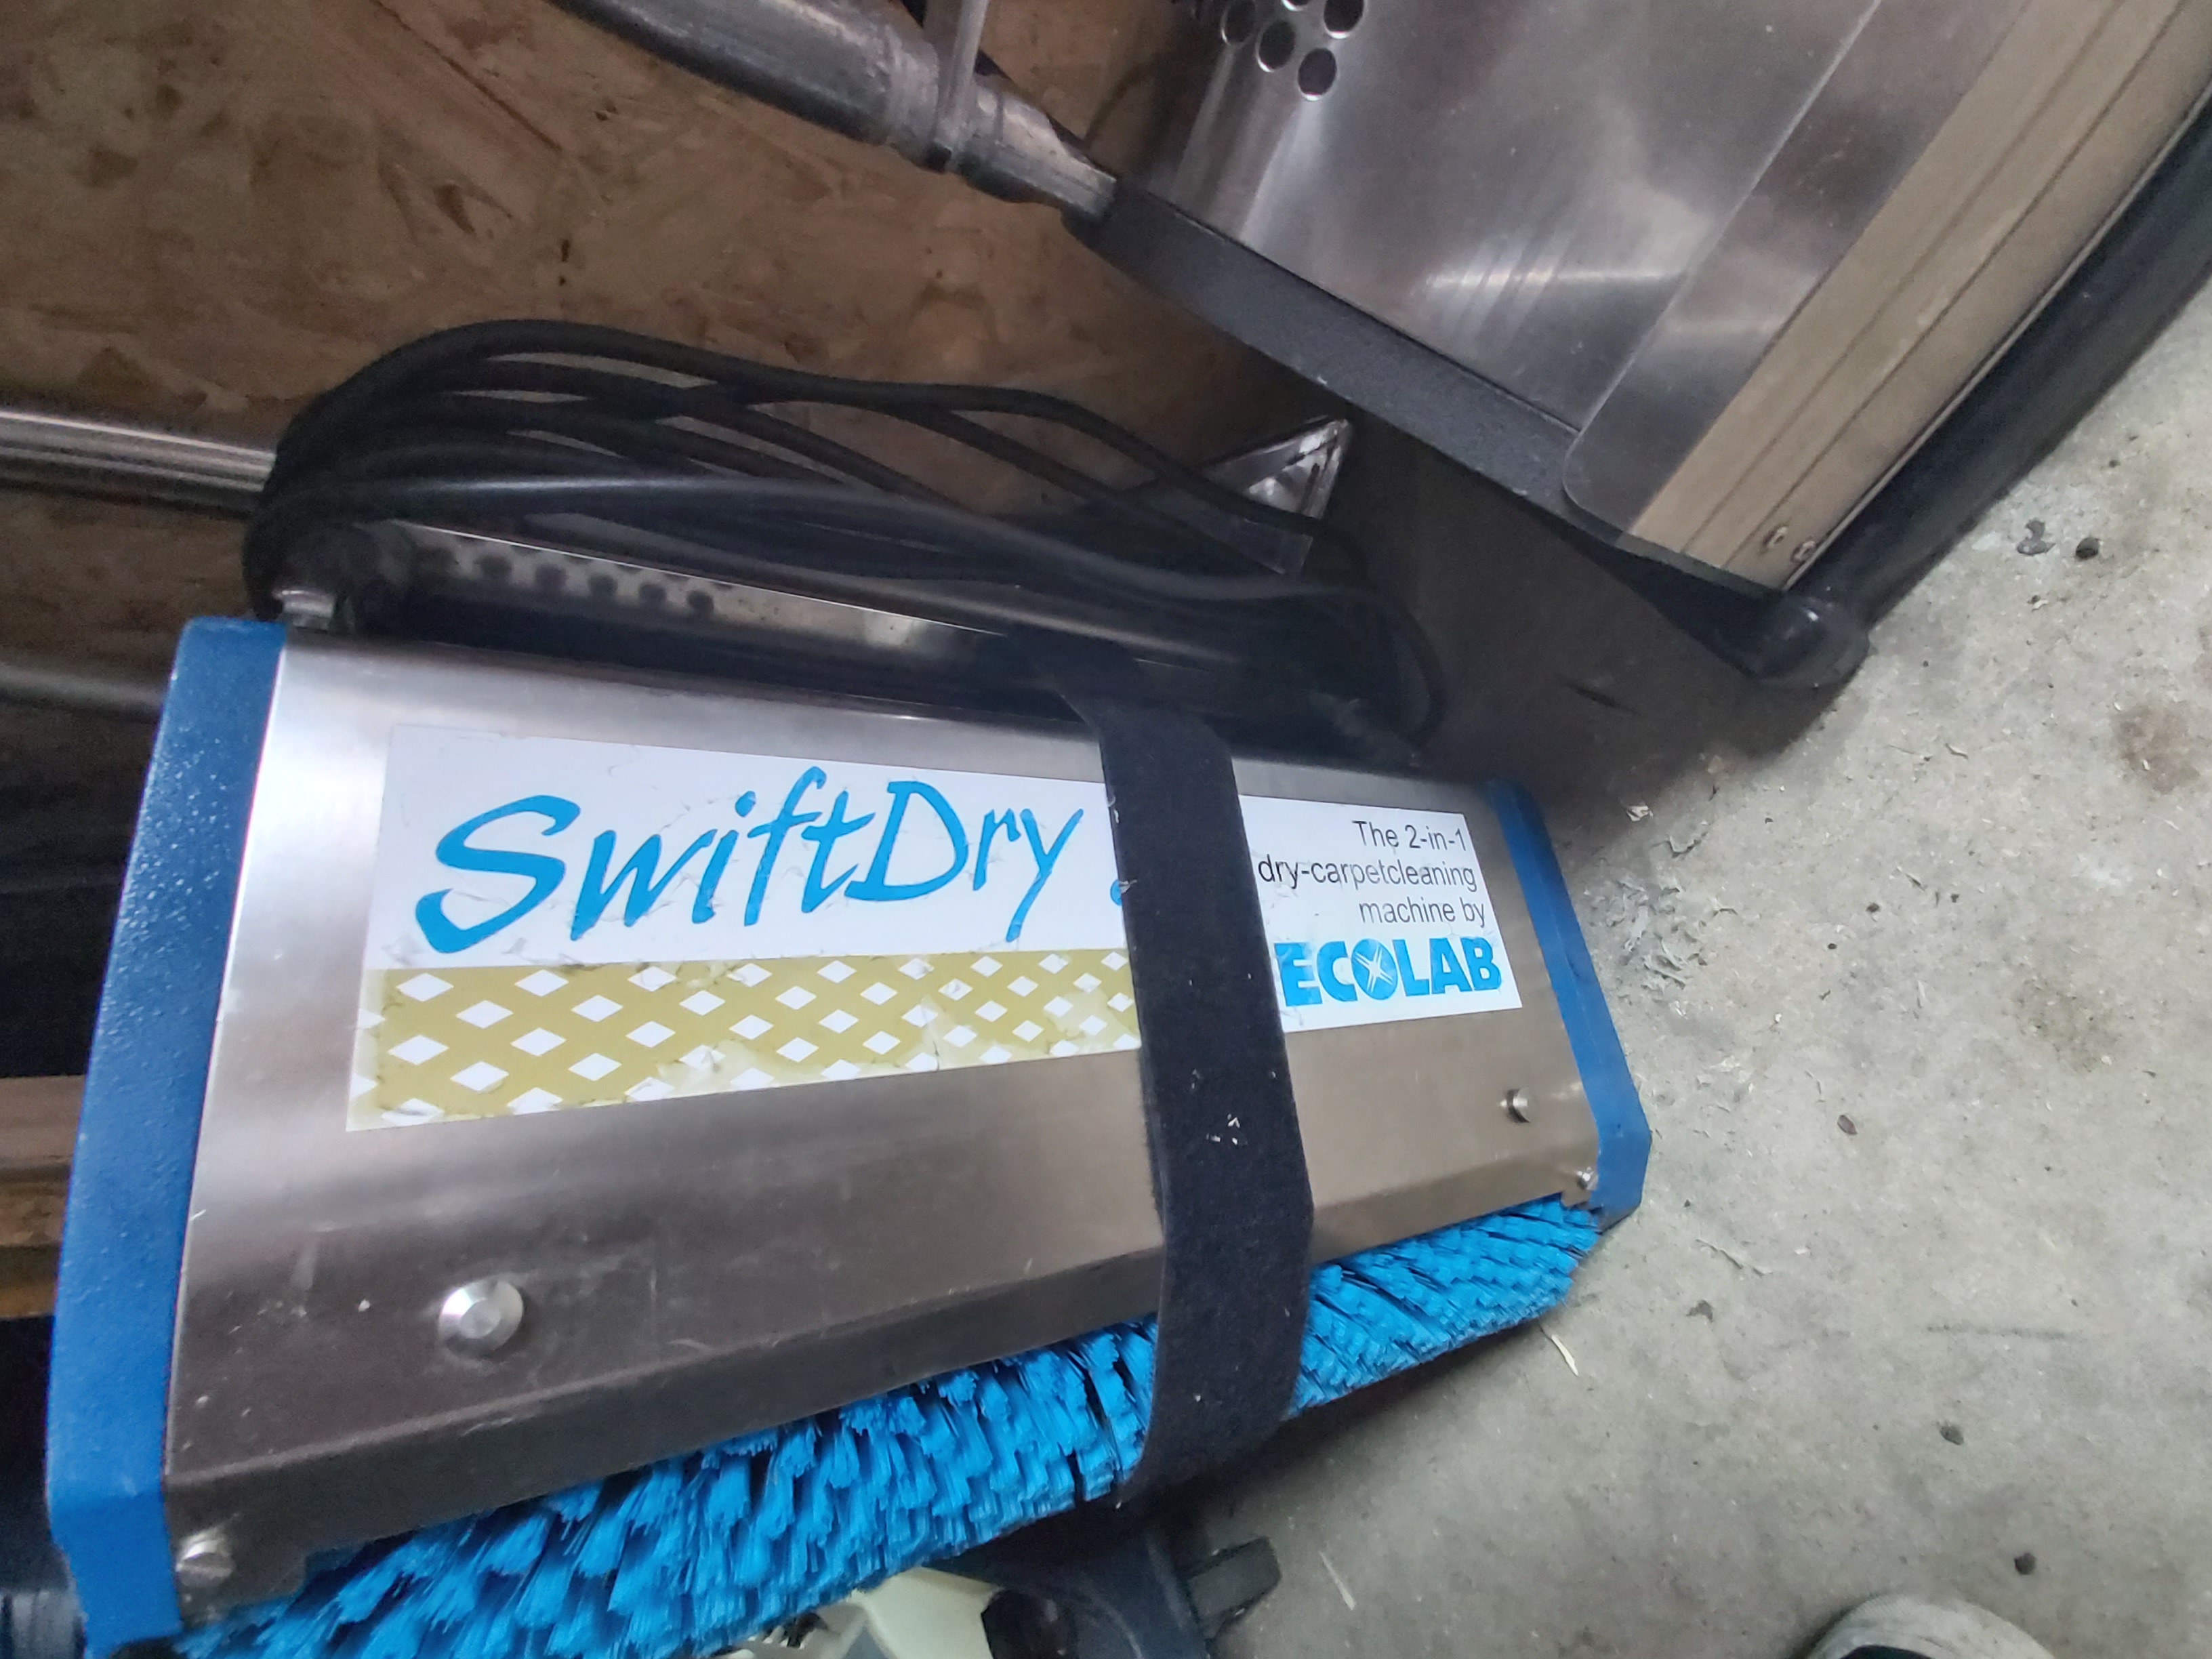 SwiftDry.
The 2-in-1
dry-carpetcleaning
machine by
ECOLAB